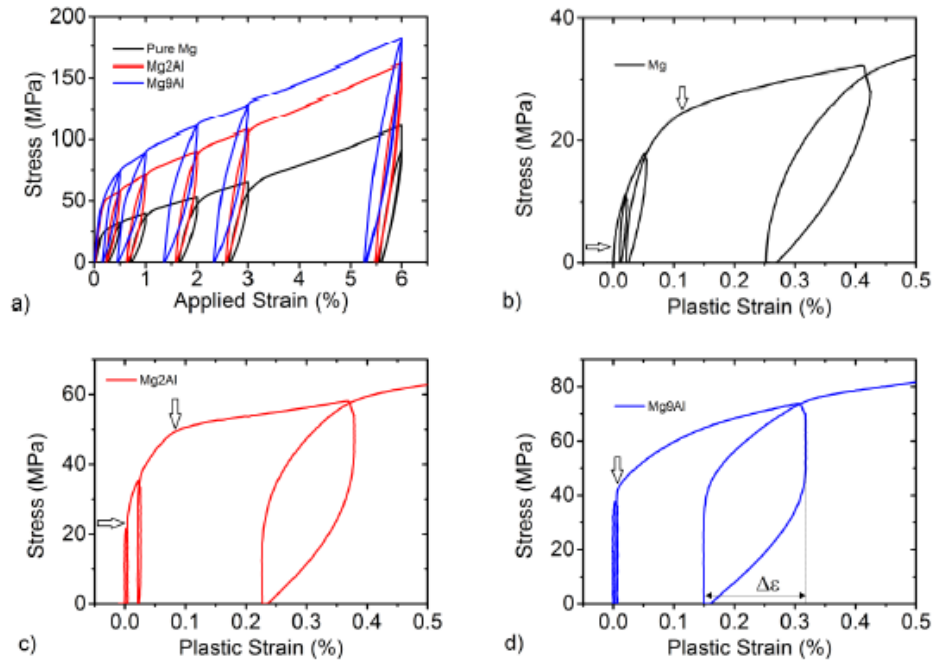 200
150
100
50
0
Stress (MPa)
Pure Mg
Mg2Al
Mg9Al
0 1 2 3 4 5 6
Applied Strain (%)
a)
40
20
0
Stress (MPa)
Mg
0.0 0.1 0.2 0.3 0.4 0.5
Plastic Strain (%)
b)
60
40
20
0
Stress (MPa)
Mg2Al
0.0 0.1 0.2 0.3 0.4 0.5
Plastic Strain (%)
c)
80
60
40
20
0
Stress (MPa)
Mg9Al
Δε
0.0 0.1 0.2 0.3 0.4 0.5
Plastic Strain (%)
d)